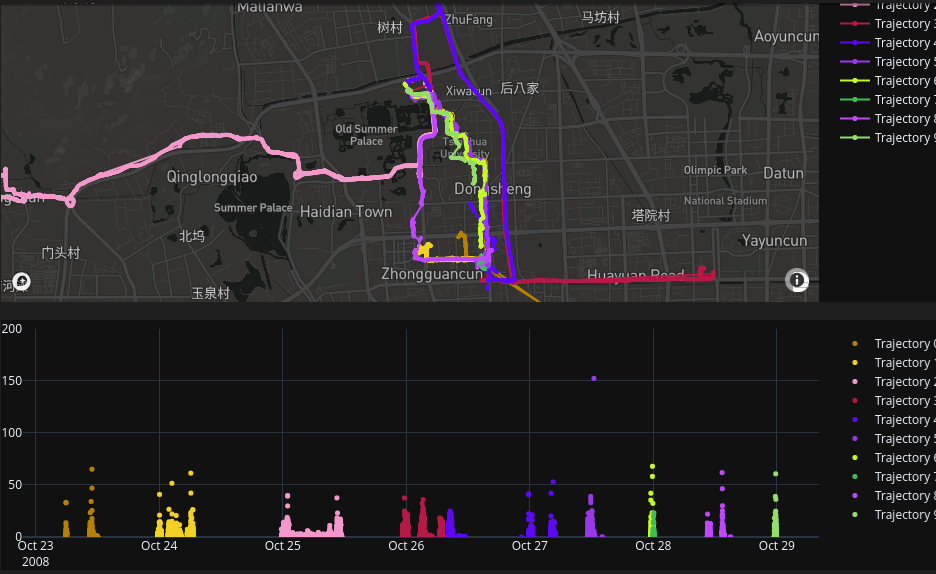 Malianwa
ZhuFang
树村
马坊村
Aoyuncun
Xiwangcun
后八家
Old Summer
Palace
Tsinghua
University
Qinglongqiao
Olimpic Park
Datun
Dongsheng
Summer Palace
National Stadium
Haidian Town
塔院村
北坞
Yayuncun
门头村
Zhongguancun
Huayuan Road
玉泉村
Trajectory 2
Trajectory 3
Trajectory 4
Trajectory 5
Trajectory 6
Trajectory 7
Trajectory 8
Trajectory 9
200
150
100
50
0
Oct 23
2008
Oct 24
Oct 25
Oct 26
Oct 27
Oct 28
Oct 29
Trajectory 0
Trajectory 1
Trajectory 2
Trajectory 3
Trajectory 4
Trajectory 5
Trajectory 6
Trajectory 7
Trajectory 8
Trajectory 9